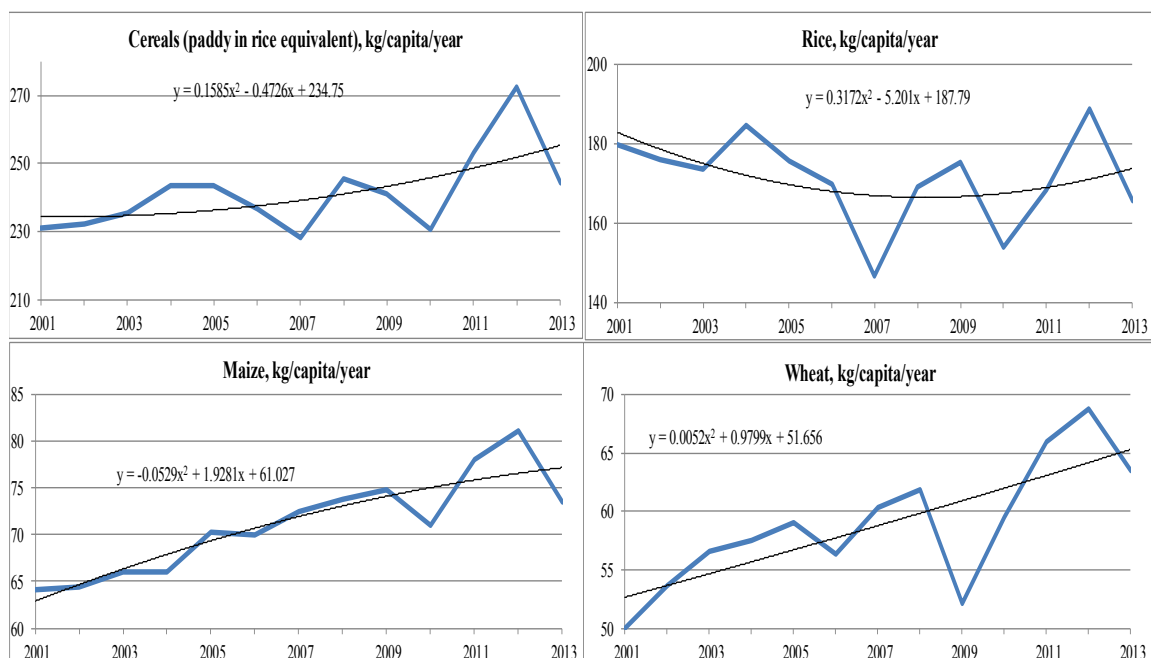 Cereals (paddy in rice equivalent), kg/capita/year
y = 0.1585x² - 0.4726x + 234.75
270
250
230
210
2001 2003 2005 2007 2009 2011 2013
Rice, kg/capita/year
200
y = 0.3172x² - 5.201x + 187.79
180
160
140
2001 2003 2005 2007 2009 2011 2013
Maize, kg/capita/year
85
80
y = -0.0529x² + 1.9281x + 61.027
75
70
65
60
2001 2003 2005 2007 2009 2011 2013
Wheat, kg/capita/year
70
y = 0.0052x² + 0.9799x + 51.656
65
60
55
50
2001 2003 2005 2007 2009 2011 2013